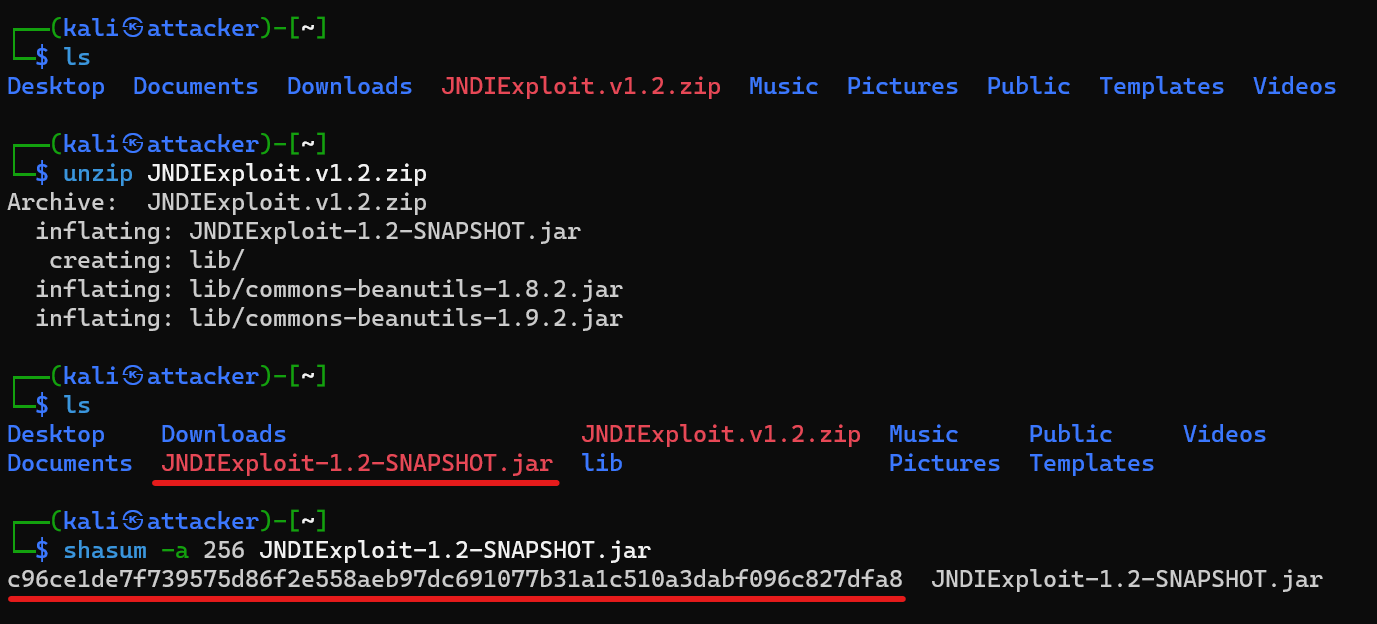 ┌──(kali㉿attacker)-[~]
└─$ ls
Desktop  Documents  Downloads  JNDIExploit.v1.2.zip  Music  Pictures  Public  Templates  Videos
┌──(kali㉿attacker)-[~]
└─$ unzip JNDIExploit.v1.2.zip
Archive:  JNDIExploit.v1.2.zip
  inflating: JNDIExploit-1.2-SNAPSHOT.jar
   creating: lib/
  inflating: lib/commons-beanutils-1.8.2.jar
  inflating: lib/commons-beanutils-1.9.2.jar
┌──(kali㉿attacker)-[~]
└─$ ls
Desktop    Downloads                     JNDIExploit.v1.2.zip  Music     Public     Videos
Documents  JNDIExploit-1.2-SNAPSHOT.jar  lib                   Pictures  Templates
┌──(kali㉿attacker)-[~]
└─$ shasum -a 256 JNDIExploit-1.2-SNAPSHOT.jar
c96ce1de7f739575d86f2e558aeb97dc691077b31a1c510a3dabf096c827dfa8  JNDIExploit-1.2-SNAPSHOT.jar